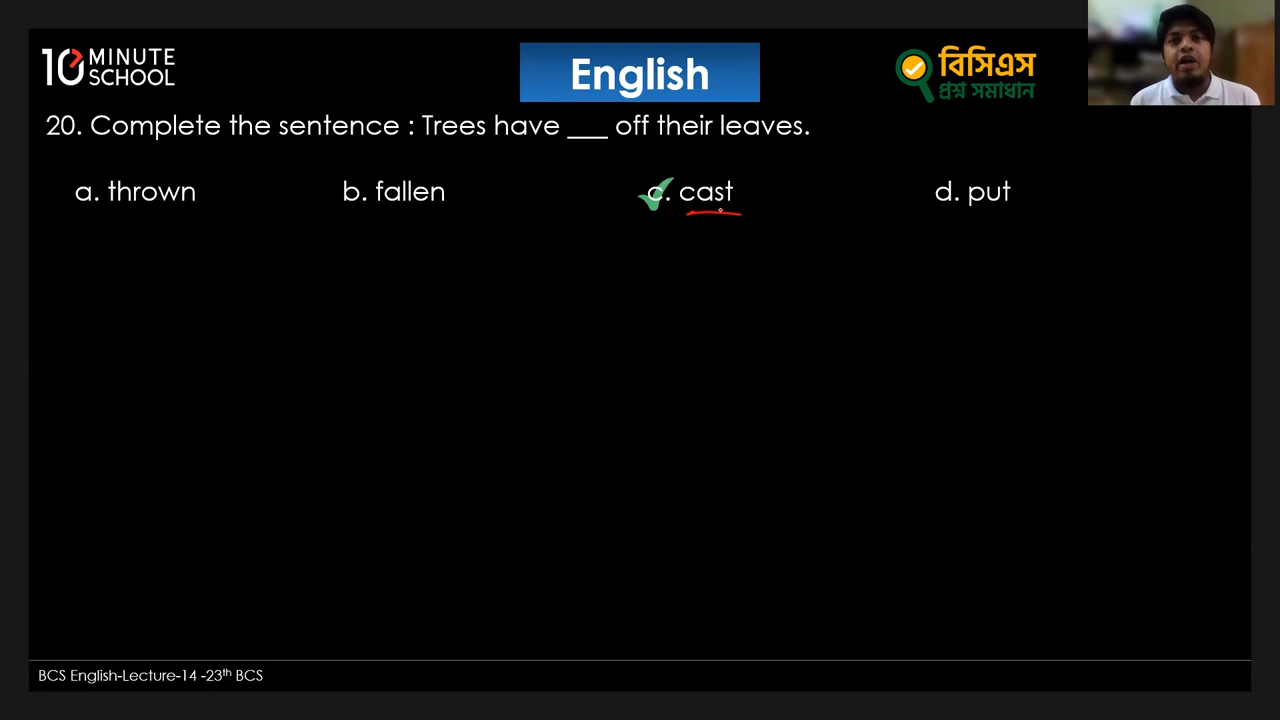 10 MINUTE SCHOOL
English
বিসিএস
প্রশ্ন সমাধান
20. Complete the sentence : Trees have ___ off their leaves.
a. thrown b. fallen c. cast d. put
BCS English-Lecture-14 -23th BCS